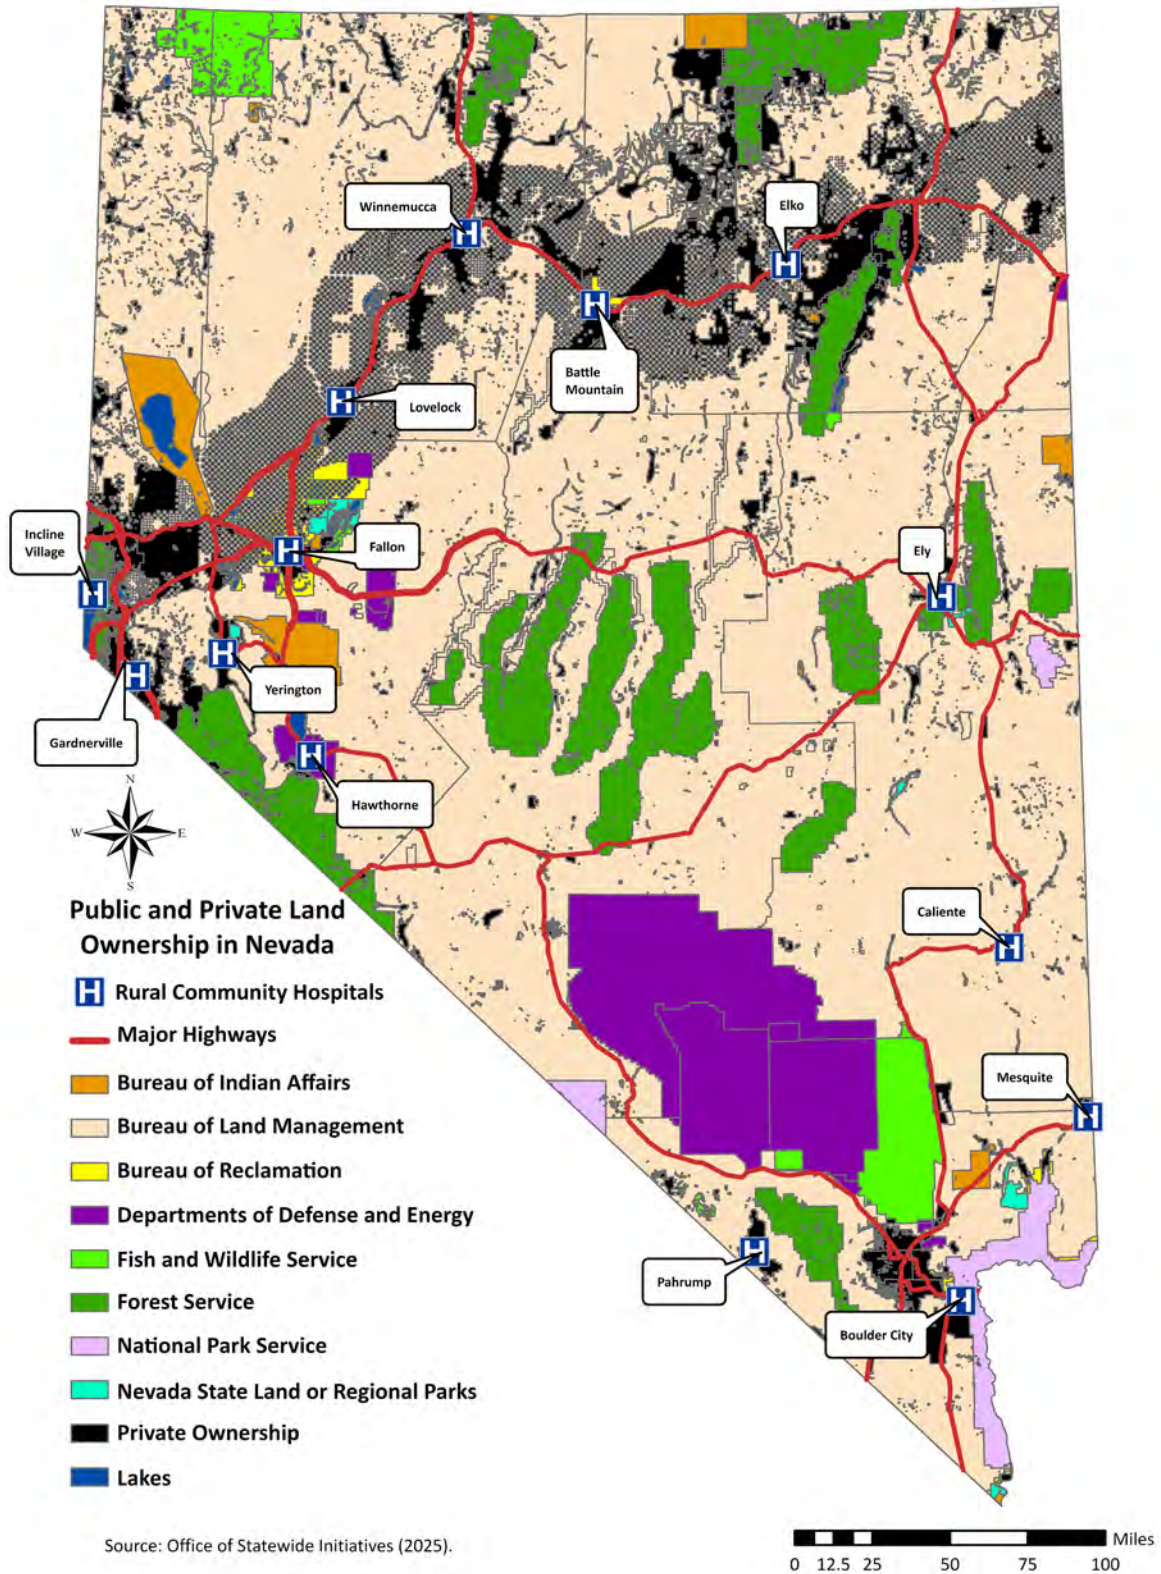 Winnemucca
Elko
Battle
Mountain
Lovelock
Incline
Village
Fallon
Ely
Yerington
Gardnerville
Hawthorne
N
W
E
S
Caliente
Mesquite
Pahrump
Boulder City
Public and Private Land
Ownership in Nevada
H Rural Community Hospitals
Major Highways
Bureau of Indian Affairs
Bureau of Land Management
Bureau of Reclamation
Departments of Defense and Energy
Fish and Wildlife Service
Forest Service
National Park Service
Nevada State Land or Regional Parks
Private Ownership
Lakes
Source: Office of Statewide Initiatives (2025).
Miles
0 12.5 25 50 75 100